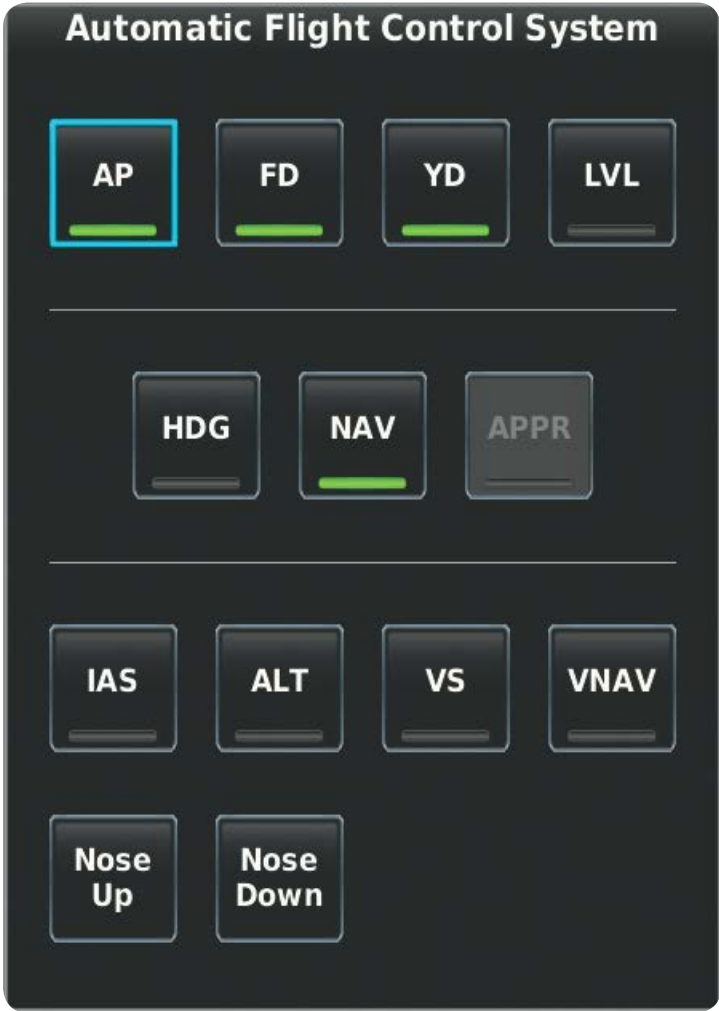 Automatic Flight Control System
AP FD YD LVL
HDG NAV APPR
IAS ALT VS VNAV
Nose Nose
Up Down